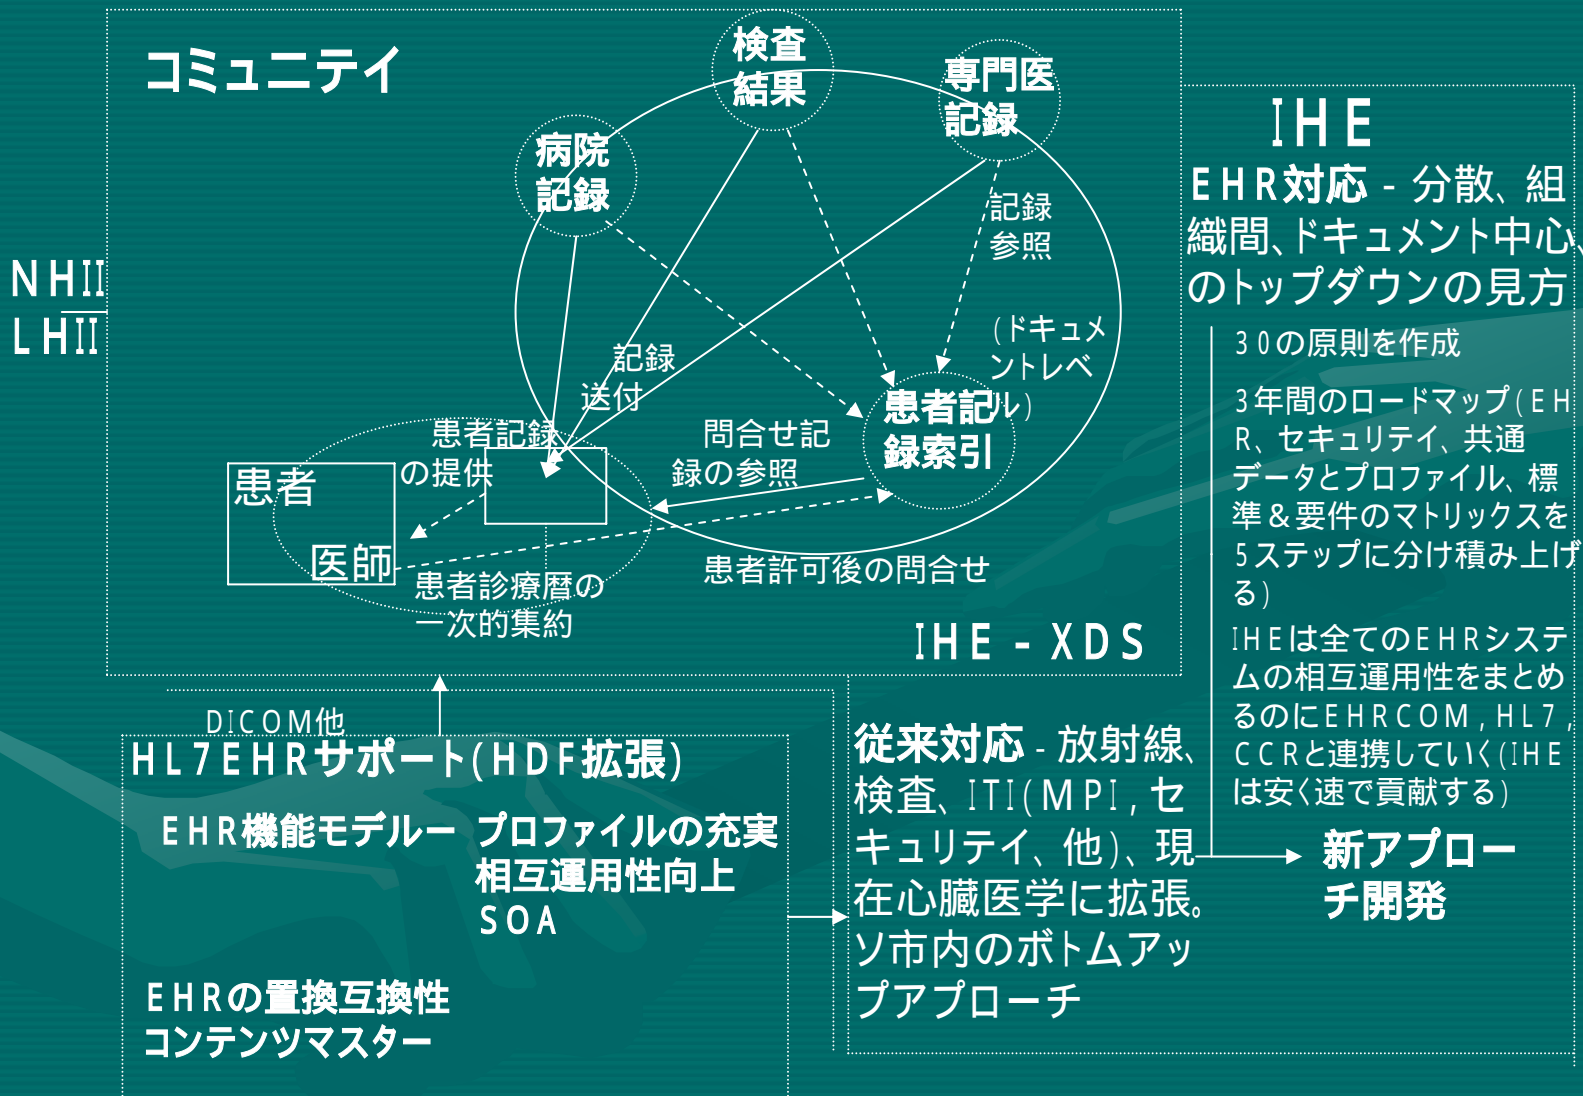 コミュニテイ
検査
結果
専門医
記録
病院
記録
記録
参照
(ドキュメ
ントレベ
ル)
記録
送付
患者記
録索引
患者記録
の提供
問合せ記
録の参照
患者
医師
患者許可後の問合せ
患者診療暦の
一次的集約
IHE-XDS
NHII
LHII
IHE
EHR対応 - 分散、組
織間、ドキュメント中心、
のトップダウンの見方
30の原則を作成
3年間のロードマップ(EH
R、セキュリテイ、共通
データとプロファイル、標
準&要件のマトリックスを
5ステップに分け積み上げ
る)
IHEは全てのEHRシステ
ムの相互運用性をまとめ
るのにEHRCOM,HL7,
CCRと連携していく(IHE
は安く速で貢献する)
新アプロー
チ開発
従来対応 - 放射線、
検査、ITI(MPI,セ
キュリテイ、他)、現
在心臓医学に拡張。
ソ市内のボトムアッ
プアプローチ
DICOM他
HL7EHRサポート(HDF拡張)
EHR機能モデルー プロファイルの充実
相互運用性向上
SOA
EHRの置換互換性
コンテンツマスター